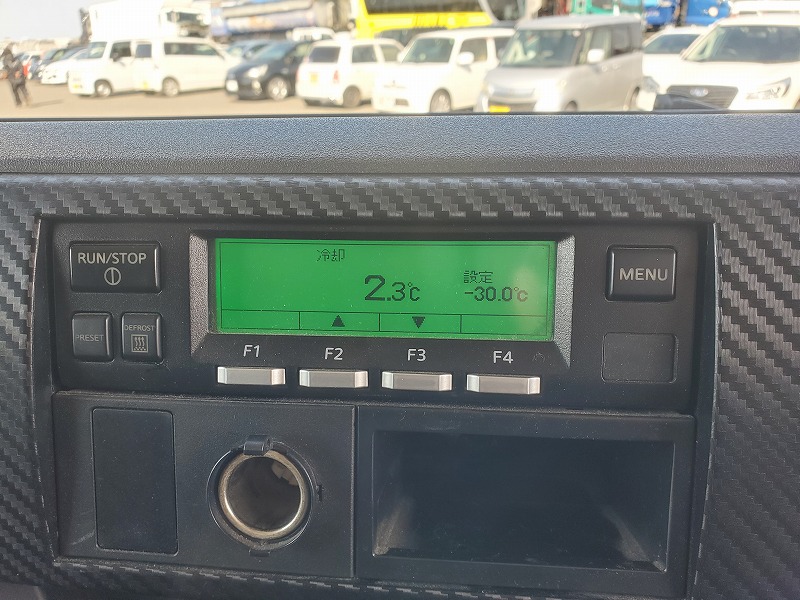 RUN/STOP
冷却
2.3℃
設定
-30.0℃
MENU
PRESET
DEFROST
▲ ▼
F1 F2 F3 F4